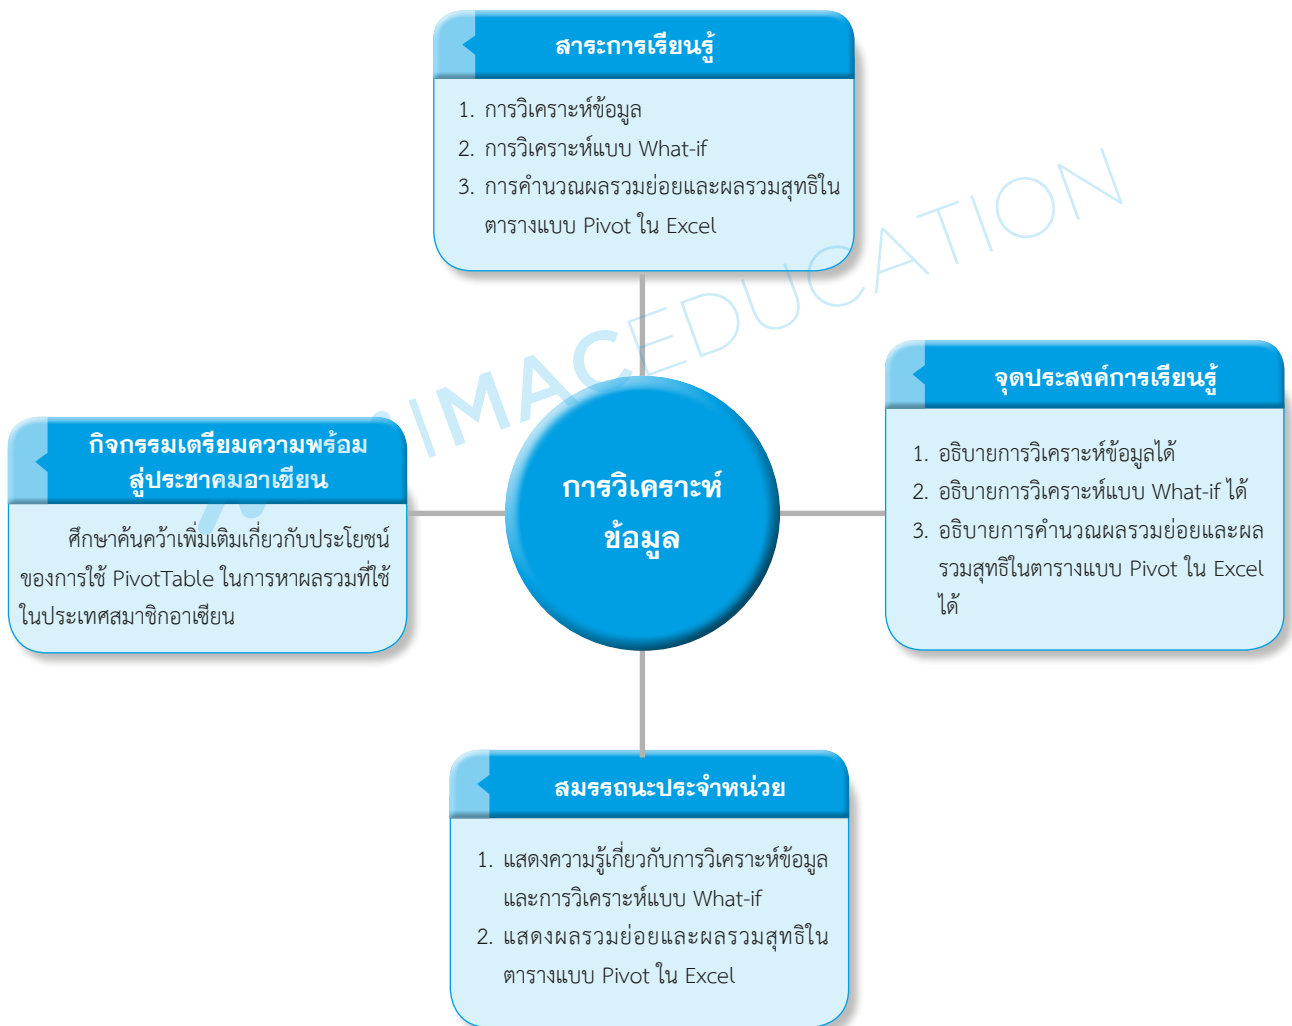 สาระการเรียนรู้
1. การวิเคราะห์ข้อมูล
2. การวิเคราะห์แบบ What-if
3. การคำนวณผลรวมย่อยและผลรวมสุทธิใน
ตารางแบบ Pivot ใน Excel
IMACEDUCATION
กิจกรรมเตรียมความพร้อม
สู่ประชาคมอาเซียน
ศึกษาค้นคว้าเพิ่มเติมเกี่ยวกับประโยชน์
ของการใช้ PivotTable ในการหาผลรวมที่ใช้
ในประเทศสมาชิกอาเซียน
การวิเคราะห์
ข้อมูล
จุดประสงค์การเรียนรู้
1. อธิบายการวิเคราะห์ข้อมูลได้
2. อธิบายการวิเคราะห์แบบ What-if ได้
3. อธิบายการคำนวณผลรวมย่อยและผล
รวมสุทธิในตารางแบบ Pivot ใน Excel
ได้
สมรรถนะประจำหน่วย
1. แสดงความรู้เกี่ยวกับการวิเคราะห์ข้อมูล
และการวิเคราะห์แบบ What-if
2. แสดงผลรวมย่อยและผลรวมสุทธิใน
ตารางแบบ Pivot ใน Excel